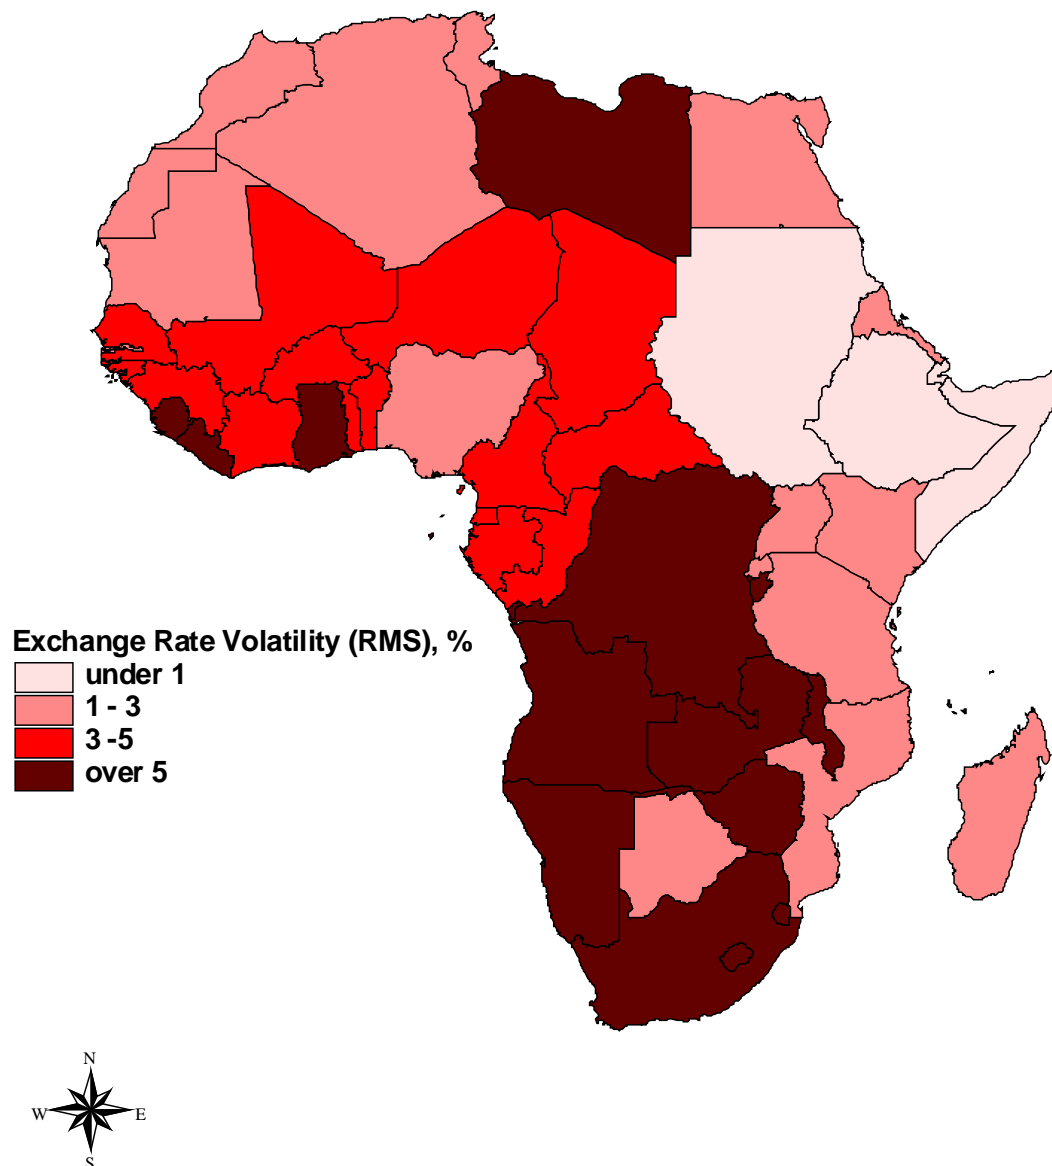 Exchange Rate Volatility (RMS), %
under 1
1 - 3
3 -5
over 5
N
W E
S